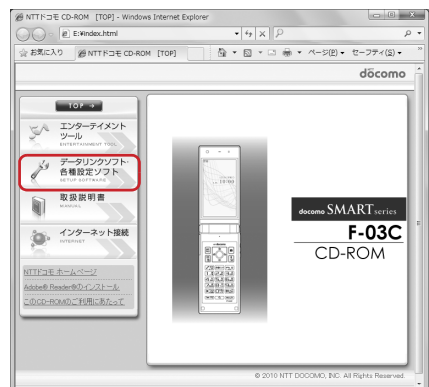 NTTドコモ CD-ROM [TOP] - Windows Internet Explorer
E:¥index.html
お気に入り NTTドコモ CD-ROM [TOP] ページ(P) セーフティ(S)
döcomo
TOP →
エンターテイメント
ツール
ENTERTAINMENT TOOL
データリンクソフト・
各種設定ソフト
SETUP SOFTWARE
取扱説明書
MANUAL
インターネット接続
INTERNET
NTTドコモ ホームページ
Adobe® Reader®のインストール
このCD-ROMのご利用にあたって
docomo SMART series
F-03C
CD-ROM
© 2010 NTT DOCOMO, INC. All Rights Reserved.